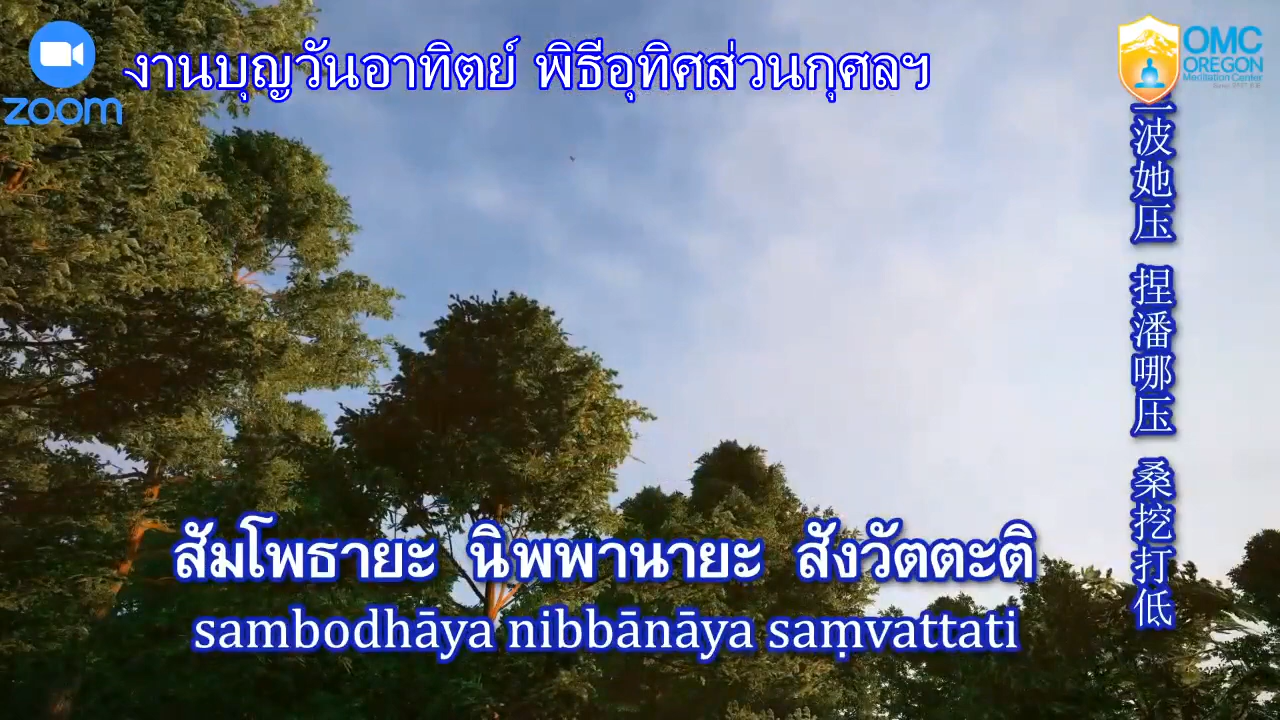 zoom
งานบุญวันอาทิตย์ พิธีอุทิศส่วนกุศลฯ
OMC
OREGON
Meditation Center
波她压 捏潘哪压 桑挖打低
สัมโพธายะ นิพพานายะ สังวัตตะติ
sambodhāya nibbānāya saṃvattati